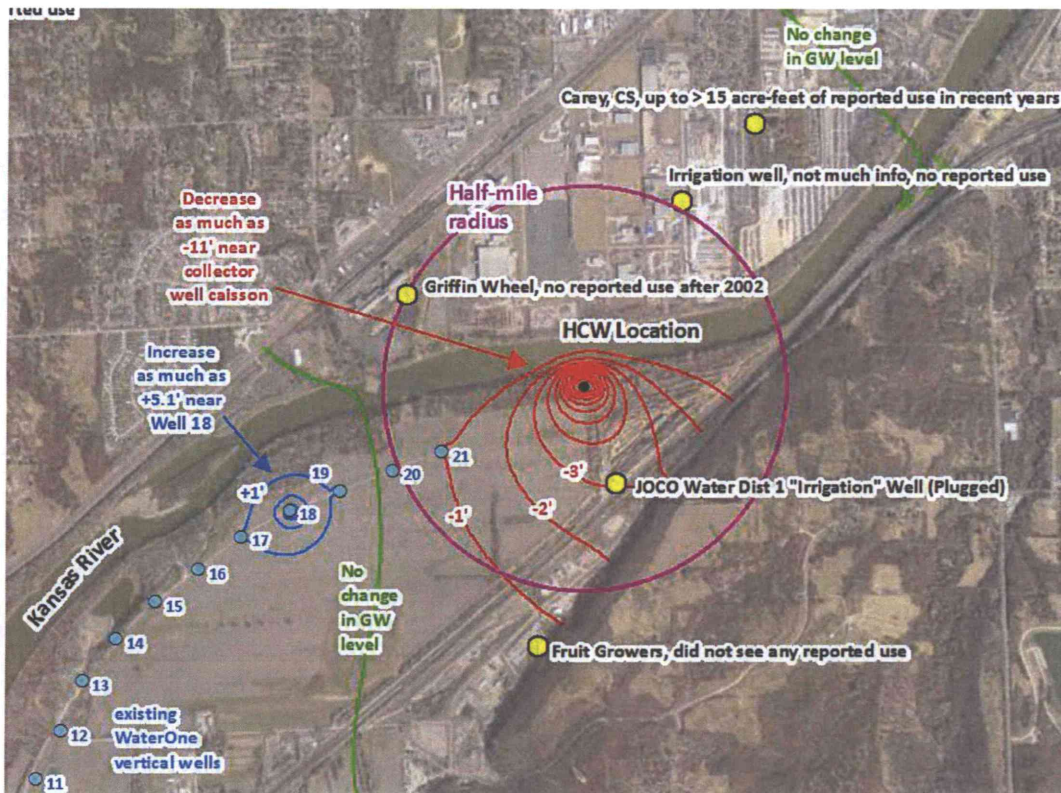 rted use
No change
in GW
level
Carey, CS, up to > 15 acre-feet of reported use in recent years
Irrigation well, not much info, no reported use
Half-mile
radius
Decrease
as much as
-11' near
collector
well caisson
Griffin Wheel, no reported use after 2002
HCW Location
Increase
as much as
+5.1' near
Well 18
21
20
19
+1'
18
17
-3'
JOCO Water Dist 1 "Irrigation" Well (Plugged)
-2'
-1'
Kansas River
16
15
14
13
12
11
No
change
in GW
level
Fruit Growers, did not see any reported use
existing
WaterOne
vertical wells